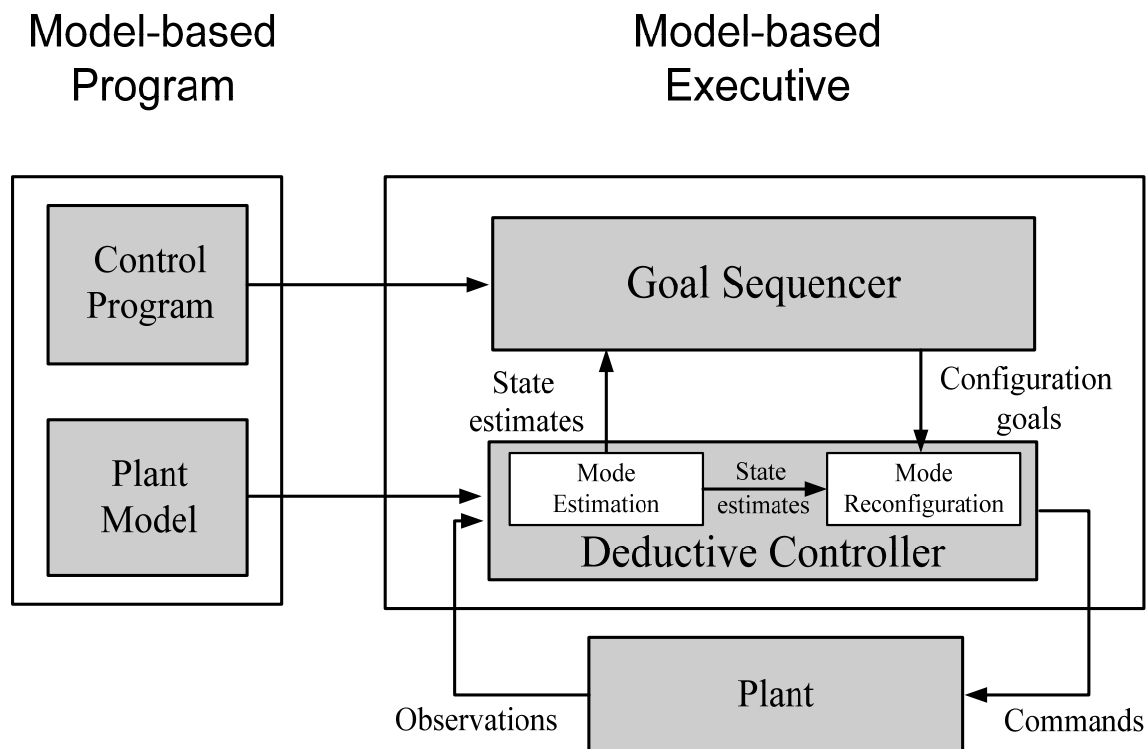 Model-based
Program
Model-based
Executive
Control
Program
Goal Sequencer
State
estimates
Configuration
goals
Plant
Model
Mode
Estimation
State
estimates
Mode
Reconfiguration
Deductive Controller
Plant
Observations
Commands